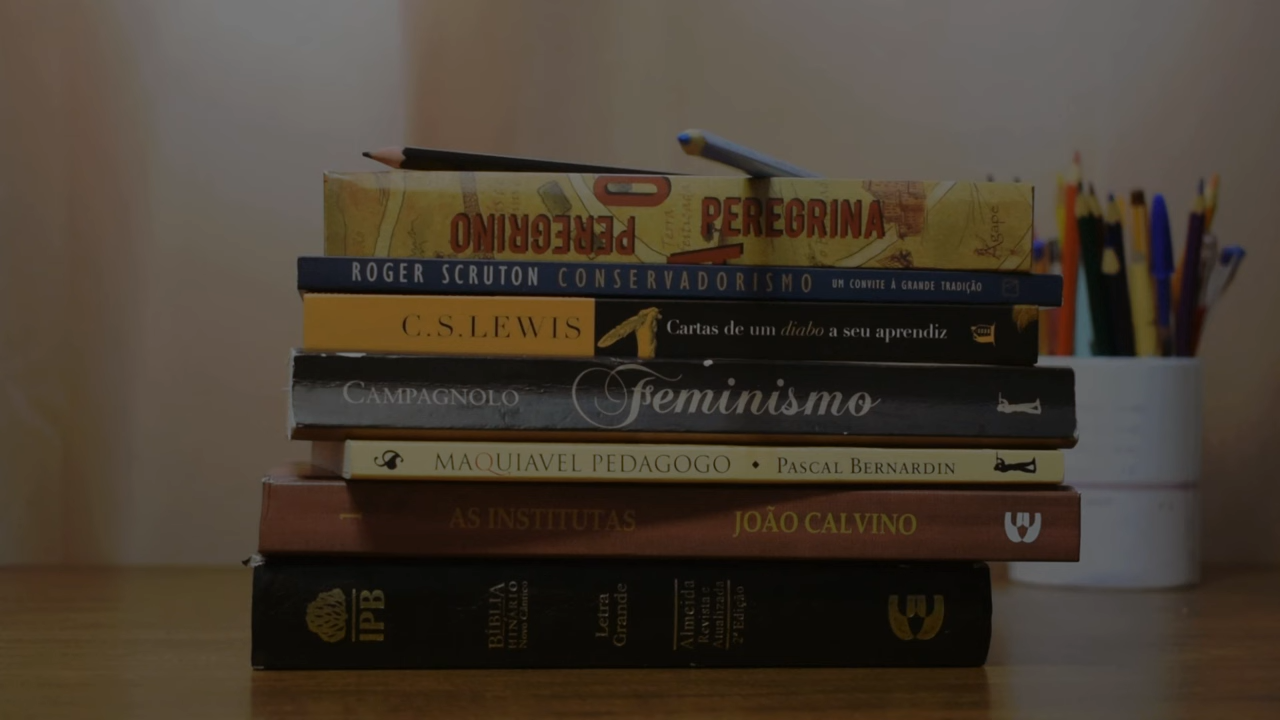 O PEREGRINO
A PEREGRINA
Ágape
ROGER SCRUTON CONSERVADORISMO UM CONVITE À GRANDE TRADIÇÃO
C.S.LEWIS Cartas de um diabo a seu aprendiz
CAMPAGNOLO Feminismo
MAQUIAVEL PEDAGOGO • PASCAL BERNARDIN
1 AS INSTITUTAS JOÃO CALVINO
IPB
BÍBLIA
HINÁRIO
Novo Cântico
Letra
Grande
Almeida
Revista e
Atualizada
2ª Edição